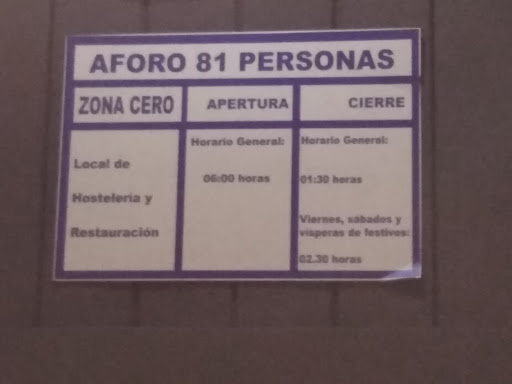 AFORO 81 PERSONAS
ZONA CERO
APERTURA
CIERRE
Local de
Hostelería y
Restauración
Horario General:
06:00 horas
Horario General:
01:30 horas
Viernes, sábados y
vísperas de festivos:
02.30 horas